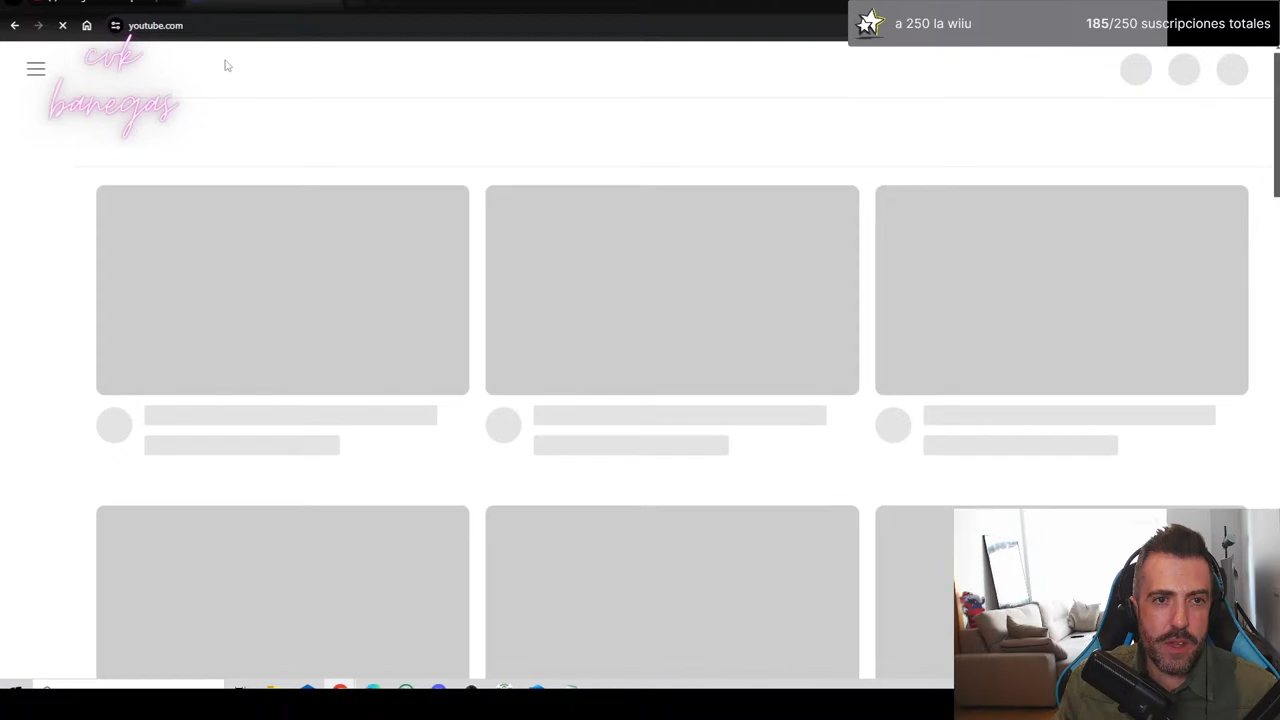 youtube.com
a 250 la wiiu
185/250 suscripciones totales
cvk
banegas